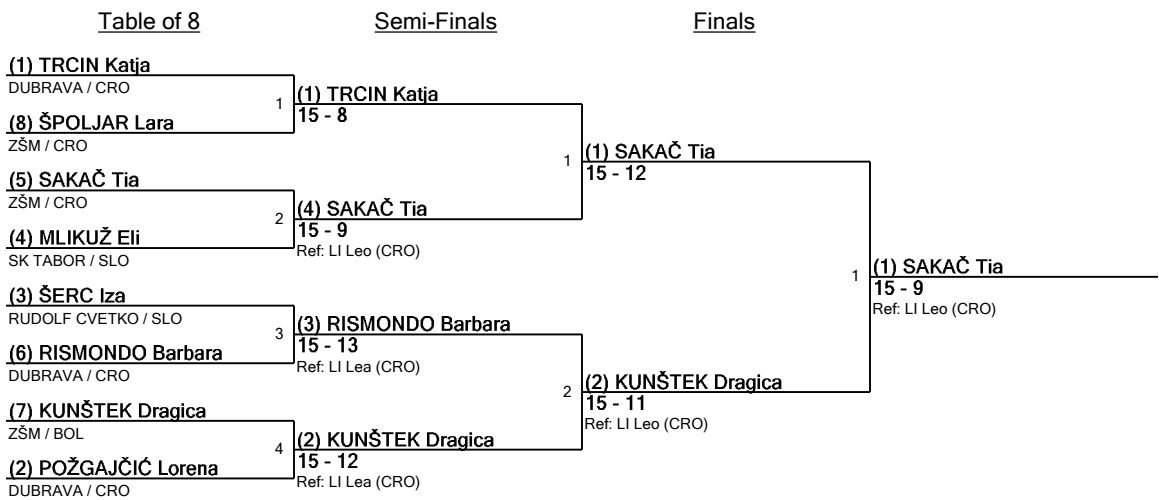 Table of 8
Semi-Finals
Finals
(1) TRCIN Katja
DUBRAVA / CRO
1
(8) ŠPOLJAR Lara
ZŠM / CRO
(5) SAKAČ Tia
ZŠM / CRO
2
(4) MLIKUŽ Eli
SK TABOR / SLO
(3) ŠERC Iza
RUDOLF CVETKO / SLO
3
(6) RISMONDO Barbara
DUBRAVA / CRO
(7) KUNŠTEK Dragica
ZŠM / BOL
4
(2) POŽGAJČIĆ Lorena
DUBRAVA / CRO
(1) TRCIN Katja
15 - 8
1
(4) SAKAČ Tia
15 - 9
Ref: LI Leo (CRO)
(3) RISMONDO Barbara
15 - 13
Ref: LI Lea (CRO)
2
(2) KUNŠTEK Dragica
15 - 12
Ref: LI Lea (CRO)
(1) SAKAČ Tia
15 - 12
1
(2) KUNŠTEK Dragica
15 - 11
Ref: LI Leo (CRO)
(1) SAKAČ Tia
15 - 9
Ref: LI Leo (CRO)